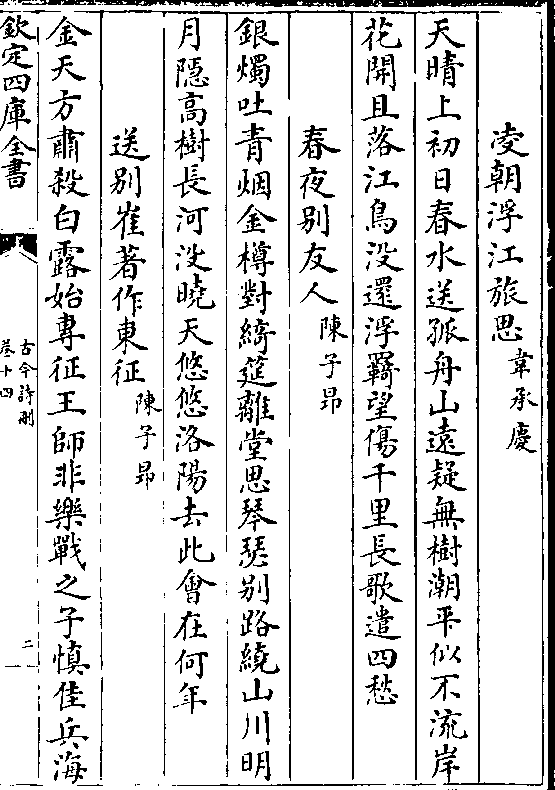 凌朝浮江旅思 韋承慶
天晴上初日春水送孤舟山遠疑無樹潮平似不流岸
花開且落江鳥没還浮羇望傷千里長歌遣四愁
春夜别友人 陳子昂
銀燭吐青烟金樽對綺筵離堂思琴瑟别路繞山川明
月隠高樹長河没曉天悠悠洛陽去此會在何年
送别崔著作東征 陳子昂
金天方肅殺白露始專征王師非樂戰之子慎佳兵海
欽定四庫全書
古今詩刪
卷十四
二